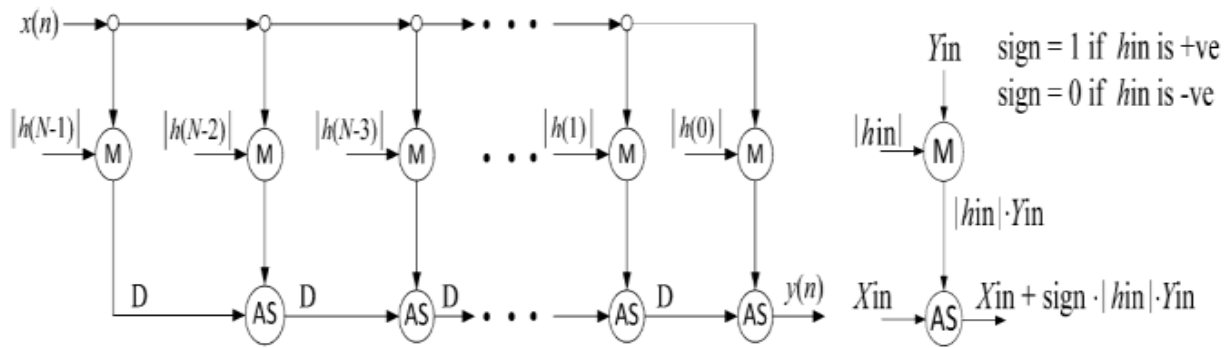 x(n)
|h(N-1)| |h(N-2)| |h(N-3)| |h(1)| |h(0)|
M M M M M
D D D D
AS AS AS AS
y(n)
Yin
sign = 1 if hin is +ve
sign = 0 if hin is -ve
|hin|
M
|hin|·Yin
Xin
AS
Xin + sign ·|hin|·Yin